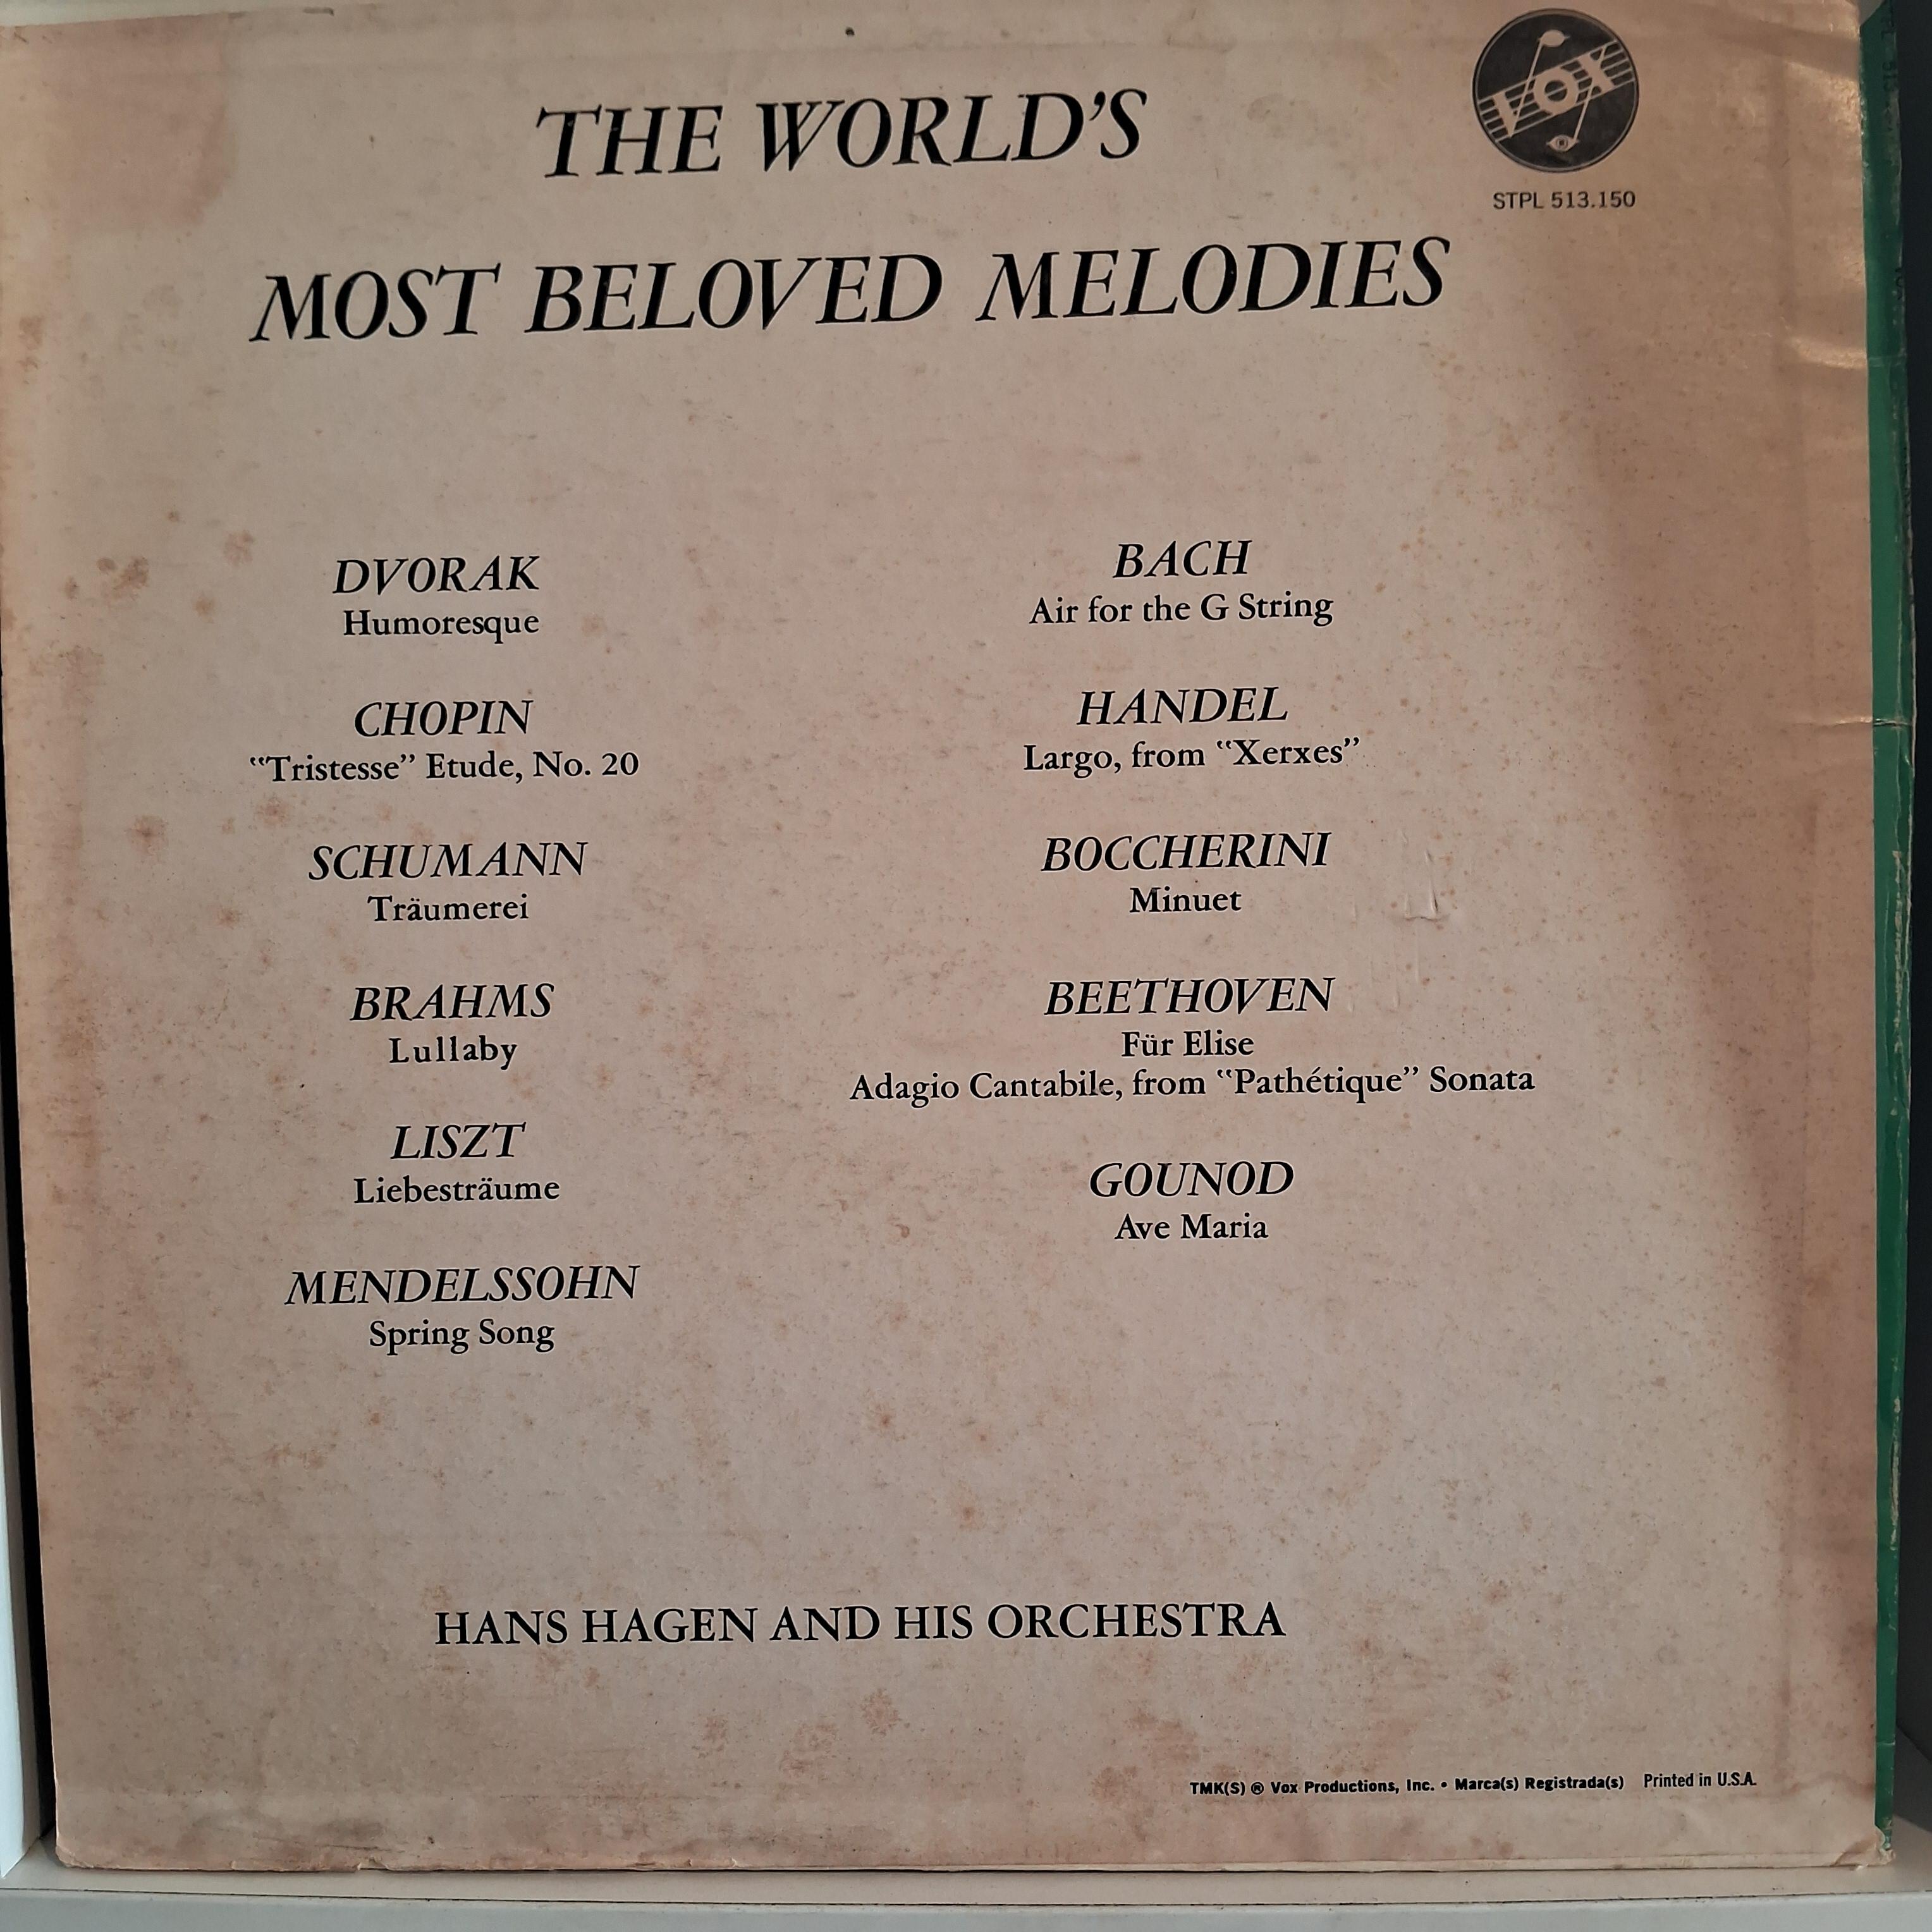 THE WORLD'S
MOST BELOVED MELODIES
VOX
STPL 513.150
DVORAK
Humoresque
CHOPIN
"Tristesse" Etude, No. 20
SCHUMANN
Träumerei
BRAHMS
Lullaby
LISZT
Liebesträume
MENDELSSOHN
Spring Song
BACH
Air for the G String
HANDEL
Largo, from "Xerxes"
BOCCHERINI
Minuet
BEETHOVEN
Für Elise
Adagio Cantabile, from "Pathétique" Sonata
GOUNOD
Ave Maria
HANS HAGEN AND HIS ORCHESTRA
TMK(S) ® Vox Productions, Inc. • Marca(s) Registrada(s) Printed in U.S.A.